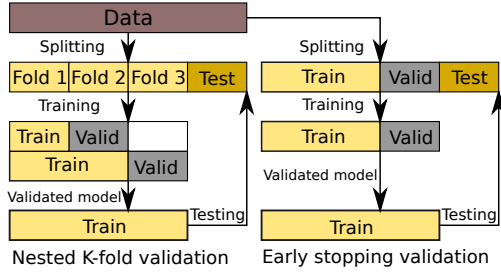 Data
Splitting
Splitting
Fold 1 Fold 2 Fold 3 Test
Train Valid Test
Training
Training
Train Valid
Train Valid
Train Valid
Validated model
Validated model
Train
Testing
Train
Testing
Nested K-fold validation
Early stopping validation